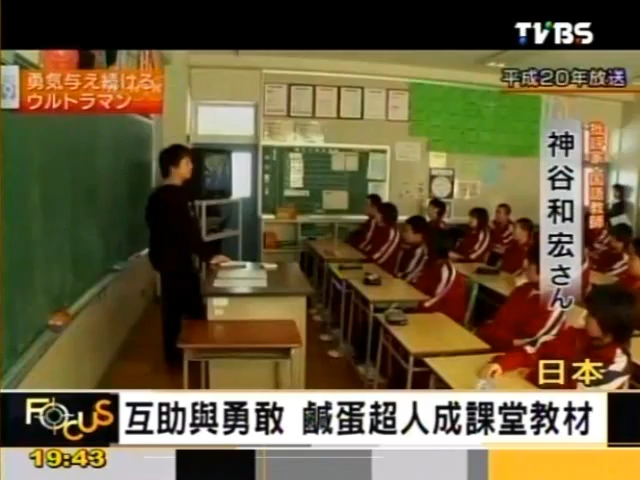 TVBS
勇気与え続ける
ウルトラマン
平成20年放送
神谷和宏さん
日本
FOCUS
互助與勇敢 鹹蛋超人成課堂教材
19:43